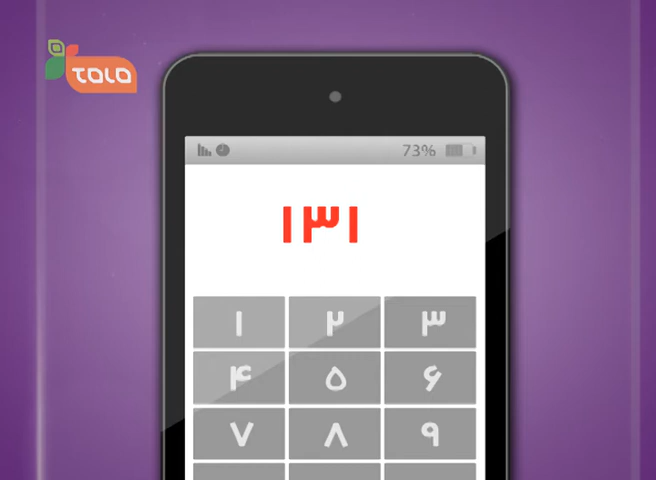 TOLO
73%
۱۳۱
۱ ۲ ۳
۴ ۵ ۶
۷ ۸ ۹